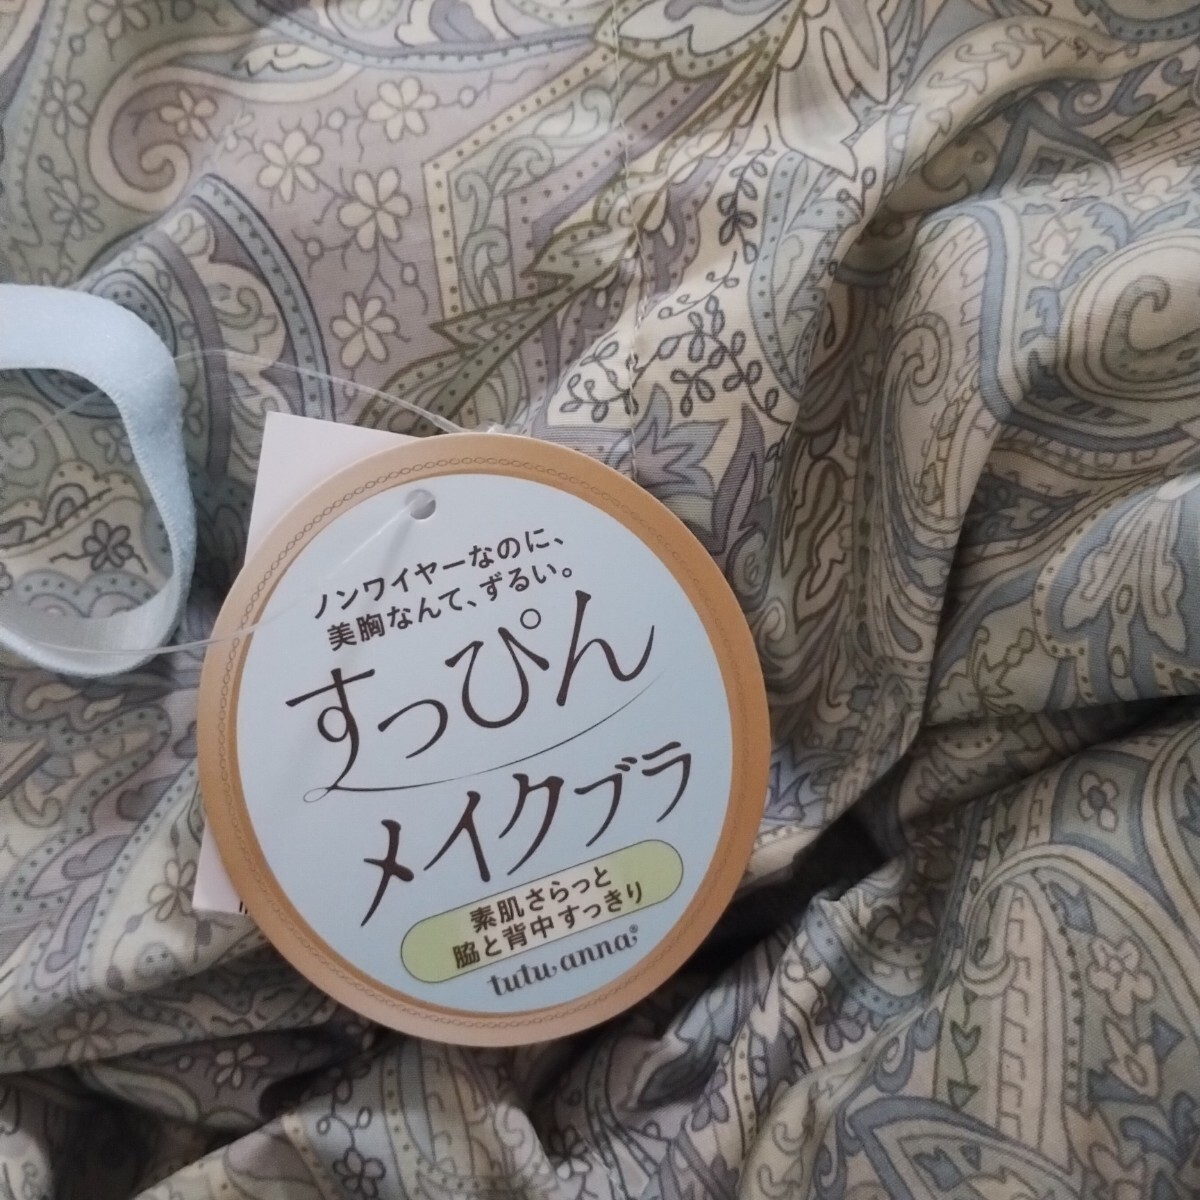 ノンワイヤーなのに、
美胸なんて、ずるい。
すっぴん
メイクブラ
素肌さらっと
脇と背中すっきり
tutuanna®